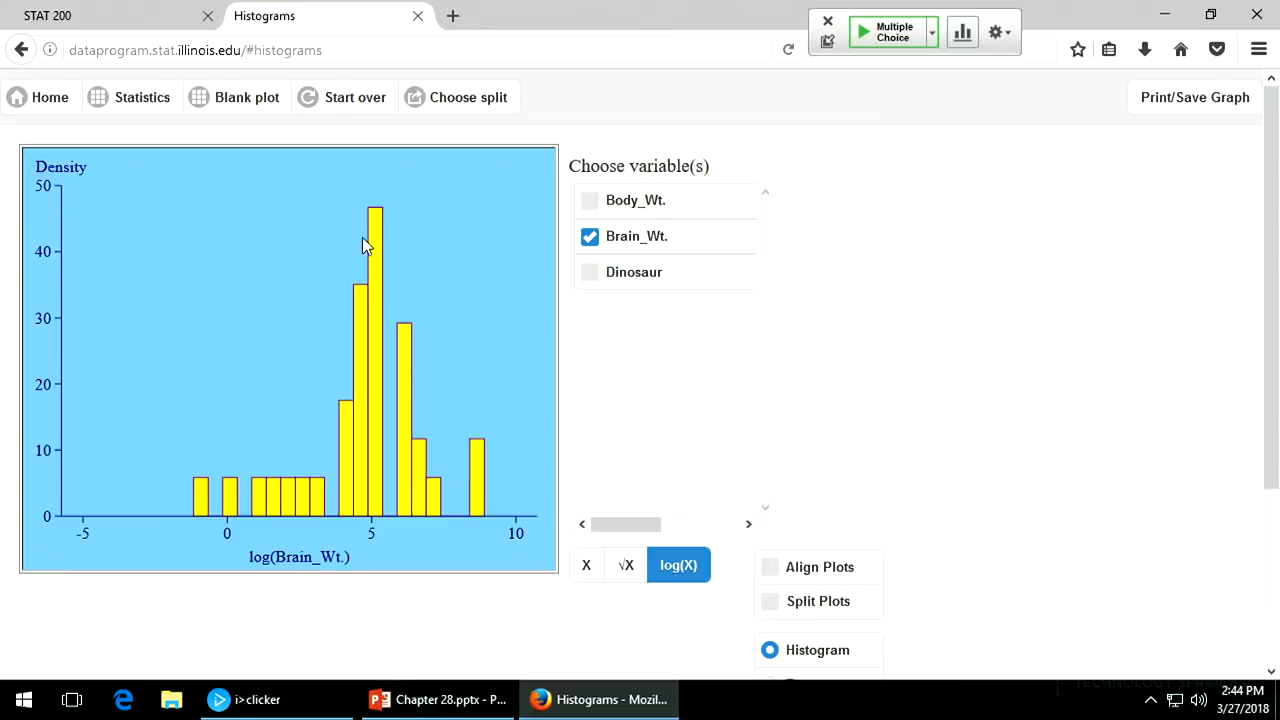 STAT 200
Histograms
Multiple Choice
dataprogram.stat.illinois.edu/#histograms
Home
Statistics
Blank plot
Start over
Choose split
Print/Save Graph
Density
50
40
30
20
10
0
-5
0
5
10
log(Brain_Wt.)
Choose variable(s)
Body_Wt.
Brain_Wt.
Dinosaur
X
√X
log(X)
Align Plots
Split Plots
Histogram
i>clicker
Chapter 28.pptx - P...
Histograms - Mozil...
2:44 PM
3/27/2018